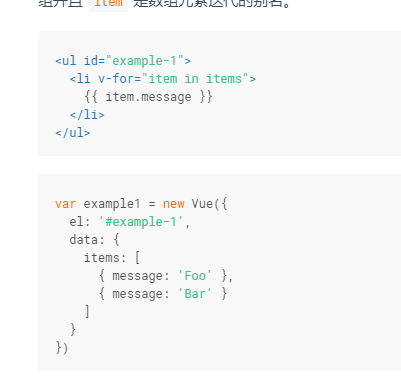 组并且 item 是数组元素迭代的别名。
<ul id="example-1">
  <li v-for="item in items">
    {{ item.message }}
  </li>
</ul>
var example1 = new Vue({
  el: '#example-1',
  data: {
    items: [
      { message: 'Foo' },
      { message: 'Bar' }
    ]
  }
})